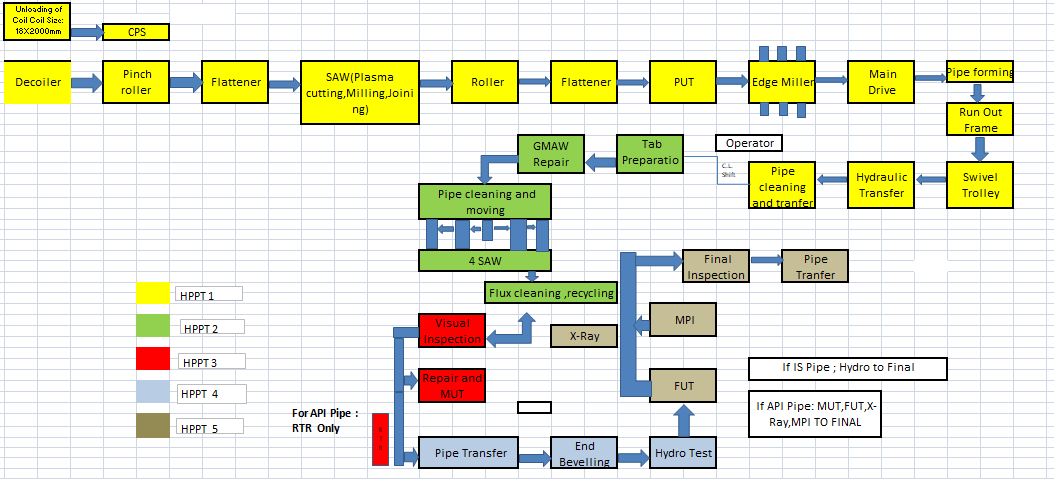 Unloading of
Coil Coil Size:
18X2000mm
CPS
Decoiler
Pinch
roller
Flattener
SAW(Plasma
cutting,Milling,Joini
ng)
Roller
Flattener
PUT
Edge Miller
Main
Drive
Pipe forming
Run Out
Frame
Swivel
Trolley
Hydraulic
Transfer
Pipe
cleaning
and tranfer
Operator
C.L.
Shift
Tab
Preparatio
GMAW
Repair
Pipe cleaning and
moving
4 SAW
Flux cleaning ,recycling
Visual
Inspection
X-Ray
Repair and
MUT
For API Pipe :
RTR Only
Pipe Transfer
End
Bevelling
Hydro Test
FUT
MPI
Final
Inspection
Pipe
Tranfer
If IS Pipe ; Hydro to Final
If API Pipe: MUT,FUT,X-
Ray,MPI TO FINAL
HPPT 1
HPPT 2
HPPT 3
HPPT 4
HPPT 5